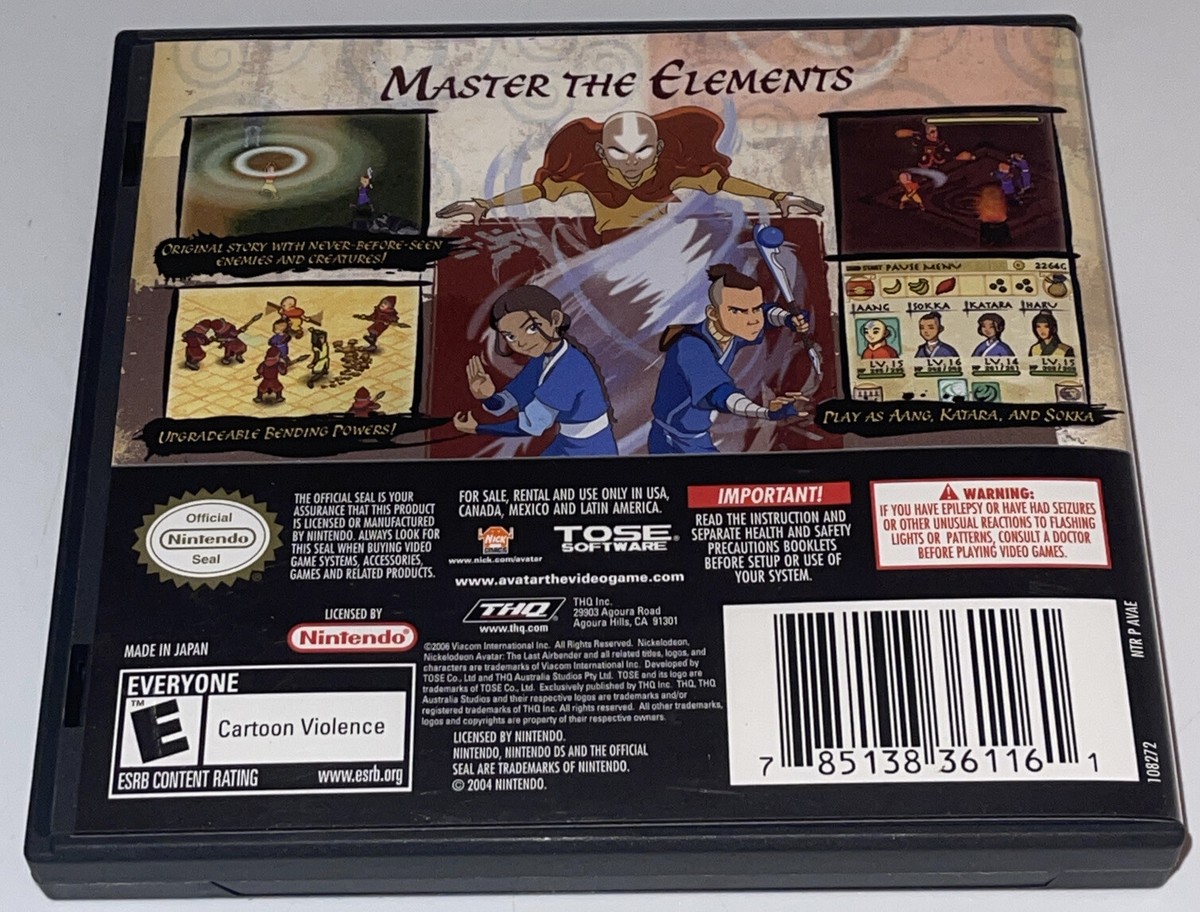 MASTER THE ELEMENTS
ORIGINAL STORY WITH NEVER-BEFORE-SEEN
ENEMIES AND CREATURES!
UPGRADEABLE BENDING POWERS!
START PAUSE MENU 2264G
AANG SOKKA KATARA HARU
LV.15 LV.16 LV.14 LV.15
PLAY AS AANG, KATARA, AND SOKKA
Official
Nintendo
Seal
THE OFFICIAL SEAL IS YOUR
ASSURANCE THAT THIS PRODUCT
IS LICENSED OR MANUFACTURED
BY NINTENDO. ALWAYS LOOK FOR
THIS SEAL WHEN BUYING VIDEO
GAME SYSTEMS, ACCESSORIES,
GAMES AND RELATED PRODUCTS.
FOR SALE, RENTAL AND USE ONLY IN USA,
CANADA, MEXICO AND LATIN AMERICA.
NICK
www.nick.com/avatar
TOSE®
SOFTWARE
www.avatarthevideogame.com
IMPORTANT!
READ THE INSTRUCTION AND
SEPARATE HEALTH AND SAFETY
PRECAUTIONS BOOKLETS
BEFORE SETUP OR USE OF
YOUR SYSTEM.
WARNING:
IF YOU HAVE EPILEPSY OR HAVE HAD SEIZURES
OR OTHER UNUSUAL REACTIONS TO FLASHING
LIGHTS OR PATTERNS, CONSULT A DOCTOR
BEFORE PLAYING VIDEO GAMES.
MADE IN JAPAN
LICENSED BY
Nintendo®
THQ
www.thq.com
THQ Inc.
29903 Agoura Road
Agoura Hills, CA 91301
©2006 Viacom International Inc. All Rights Reserved. Nickelodeon,
Nickelodeon Avatar: The Last Airbender and all related titles, logos, and
characters are trademarks of Viacom International Inc. Developed by
TOSE Co., Ltd and THQ Australia Studios Pty Ltd. TOSE and its logo are
trademarks of TOSE Co., Ltd. Exclusively published by THQ Inc. THQ, THQ
Australia Studios and their respective logos are trademarks and/or
registered trademarks of THQ Inc. All rights reserved. All other trademarks,
logos and copyrights are property of their respective owners.
LICENSED BY NINTENDO.
NINTENDO, NINTENDO DS AND THE OFFICIAL
SEAL ARE TRADEMARKS OF NINTENDO.
© 2004 NINTENDO.
EVERYONE
TM
E
Cartoon Violence
ESRB CONTENT RATING www.esrb.org
7 85138 36116 1
NTR P AVAE
108272